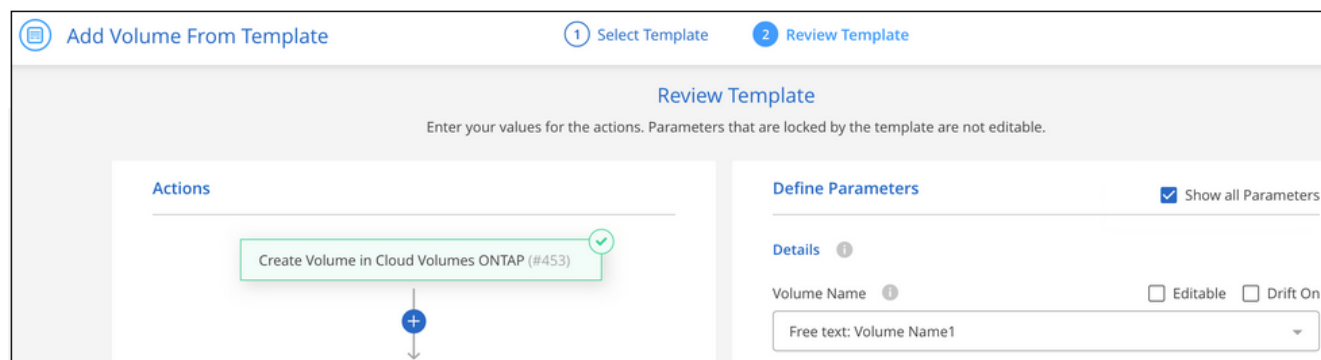 Add Volume From Template
1 Select Template
2 Review Template
Review Template
Enter your values for the actions. Parameters that are locked by the template are not editable.
Actions
Create Volume in Cloud Volumes ONTAP (#453)
Define Parameters
Show all Parameters
Details
Volume Name
Editable
Drift On
Free text: Volume Name1